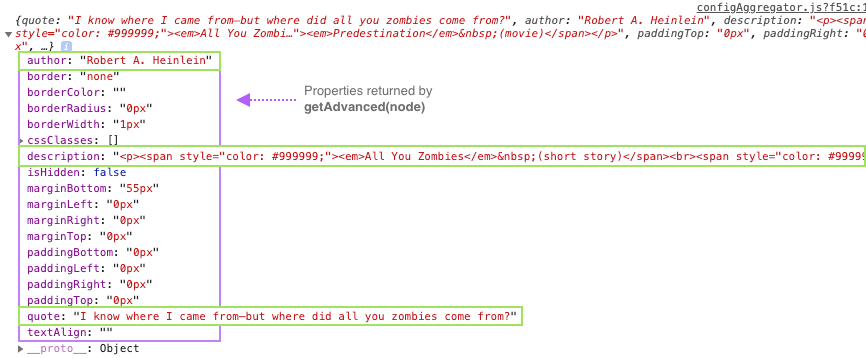 configAggregator.js?f51c:1
{quote: "I know where I came from—but where did all you zombies come from?", author: "Robert A. Heinlein", description: "<p><span
style="color: #999999;"><em>All You Zombi…"><em>Predestination</em>&nbsp;(movie)</span></p>", paddingTop: "0px", paddingRight: "0p
x", …} i
author: "Robert A. Heinlein"
border: "none"
borderColor: ""
borderRadius: "0px"
borderWidth: "1px"
cssClasses: []
description: "<p><span style="color: #999999;"><em>All You Zombies</em>&nbsp;(short story)</span><br><span style="color: #9999
isHidden: false
marginBottom: "55px"
marginLeft: "0px"
marginRight: "0px"
marginTop: "0px"
paddingBottom: "0px"
paddingLeft: "0px"
paddingRight: "0px"
paddingTop: "0px"
quote: "I know where I came from—but where did all you zombies come from?"
textAlign: ""
__proto__: Object
Properties returned by
getAdvanced(node)